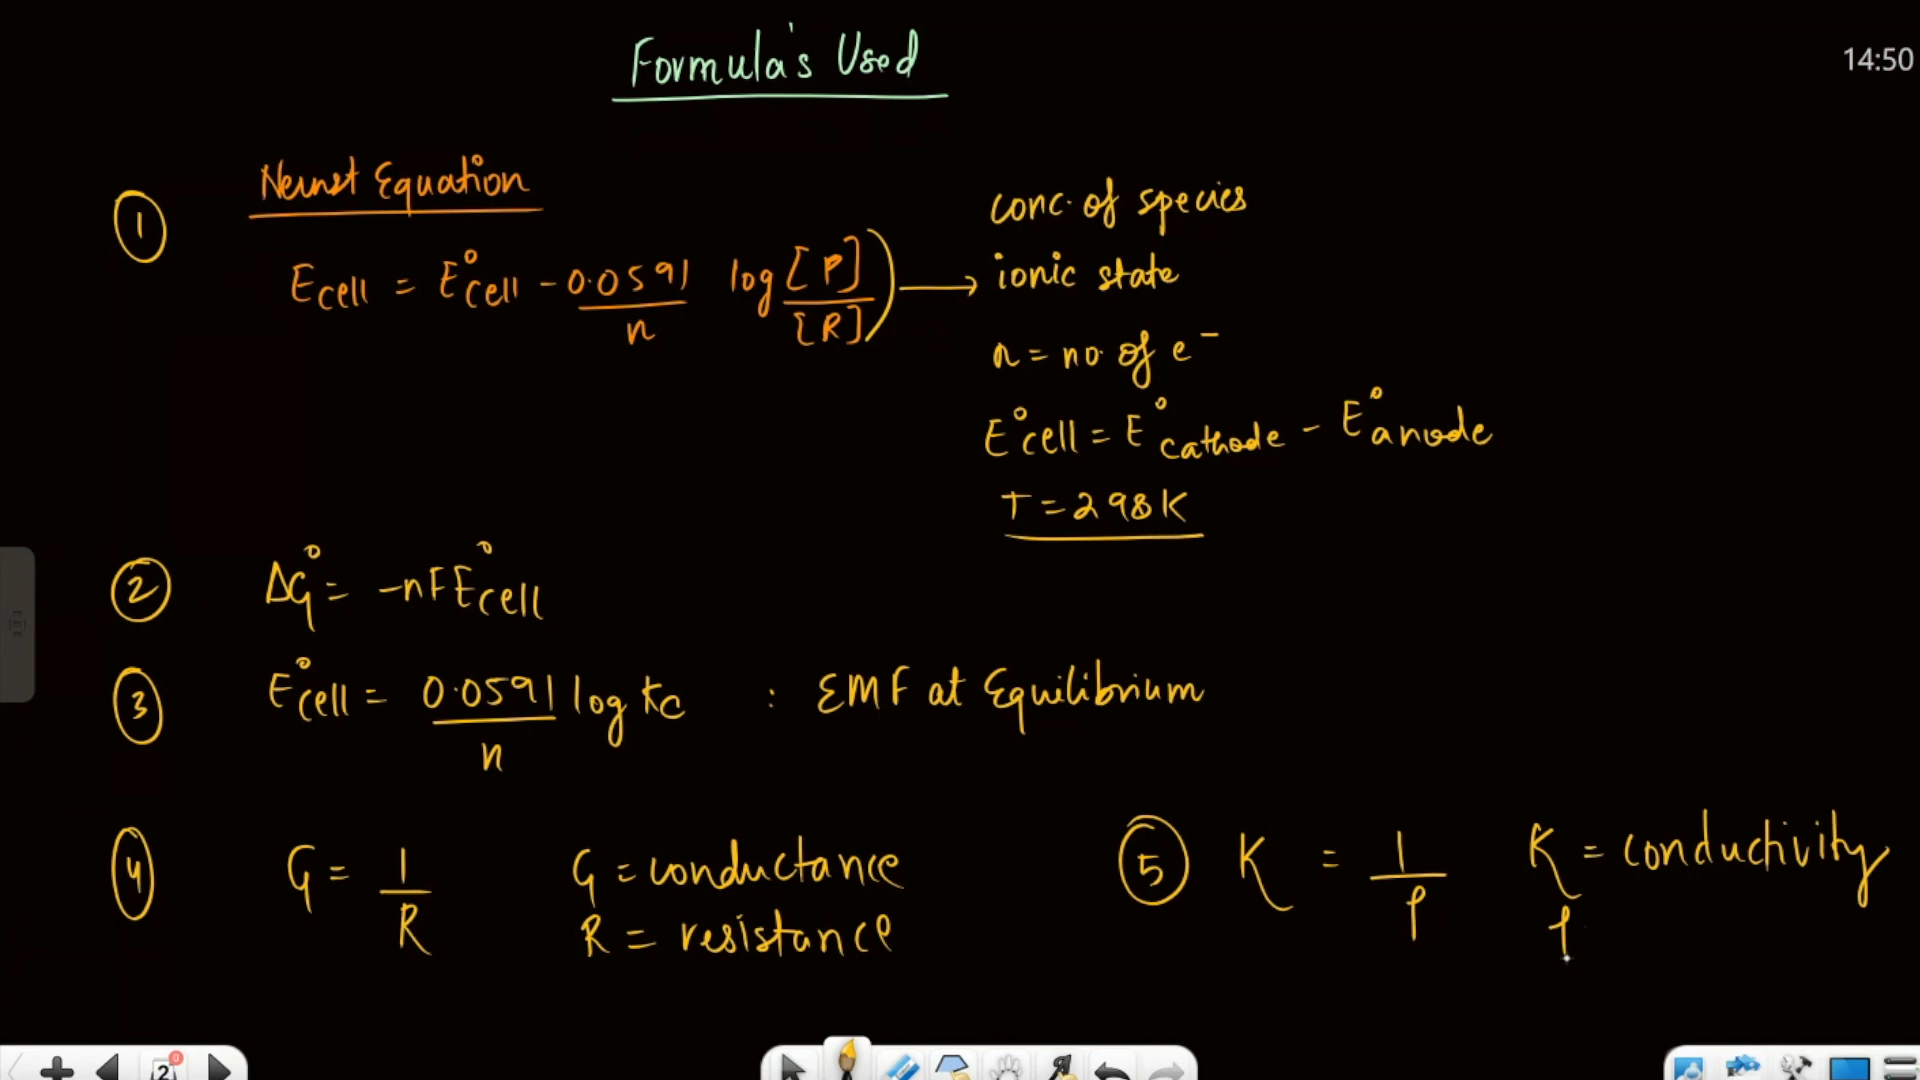 Formula's Used
14:50
① Nernst Equation
Ecell = E°cell - 0.0591/n log [P]/[R]) →
conc. of species
ionic state
n = no. of e⁻
E°cell = E°cathode - E°anode
T = 298K
② ΔG° = -nFE°cell
③ E°cell = 0.0591/n log Kc : EMF at Equilibrium
④ G = 1/R G = conductance
R = resistance
⑤ K = 1/ρ K = conductivity
ρ
2
0